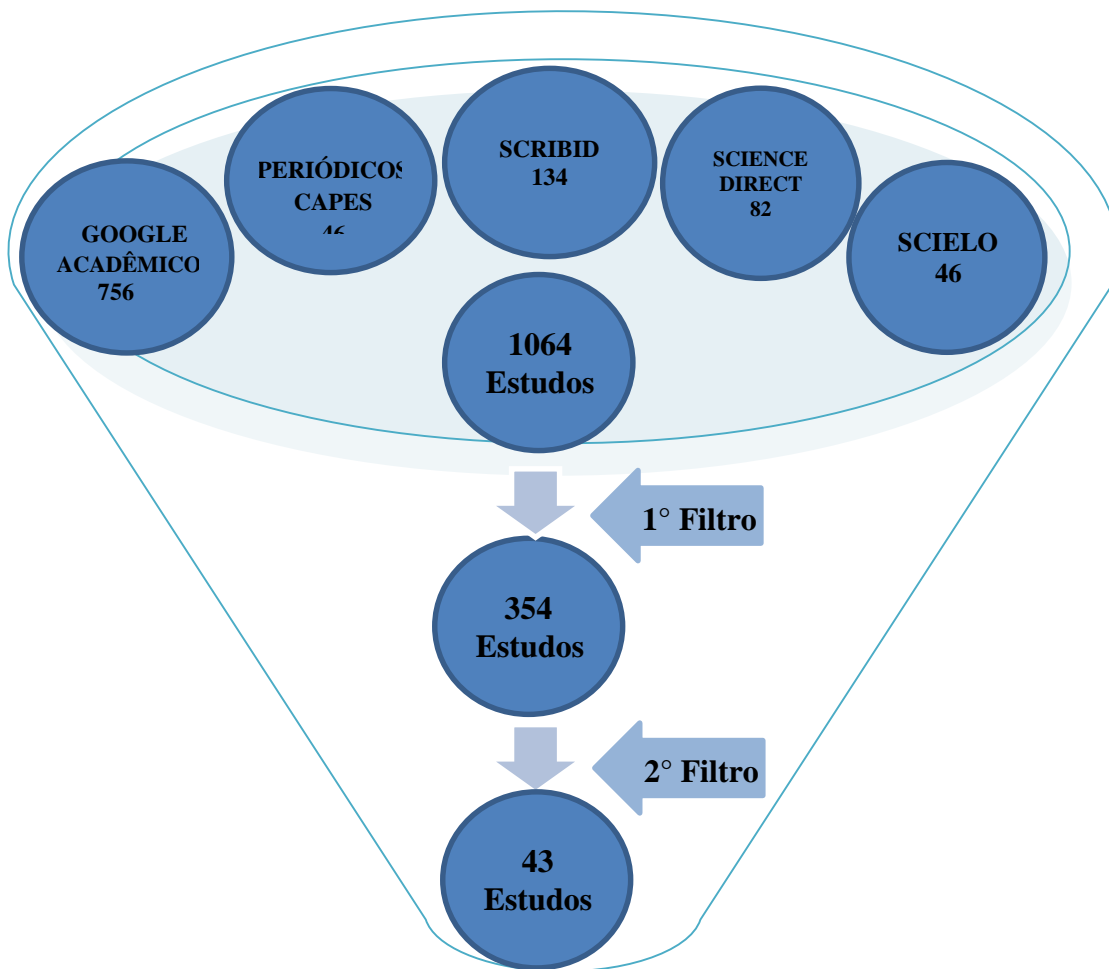 GOOGLE
ACADÊMICO
756
PERIÓDICOS
CAPES
46
SCRIBID
134
SCIENCE
DIRECT
82
SCIELO
46
1064
Estudos
1° Filtro
354
Estudos
2° Filtro
43
Estudos